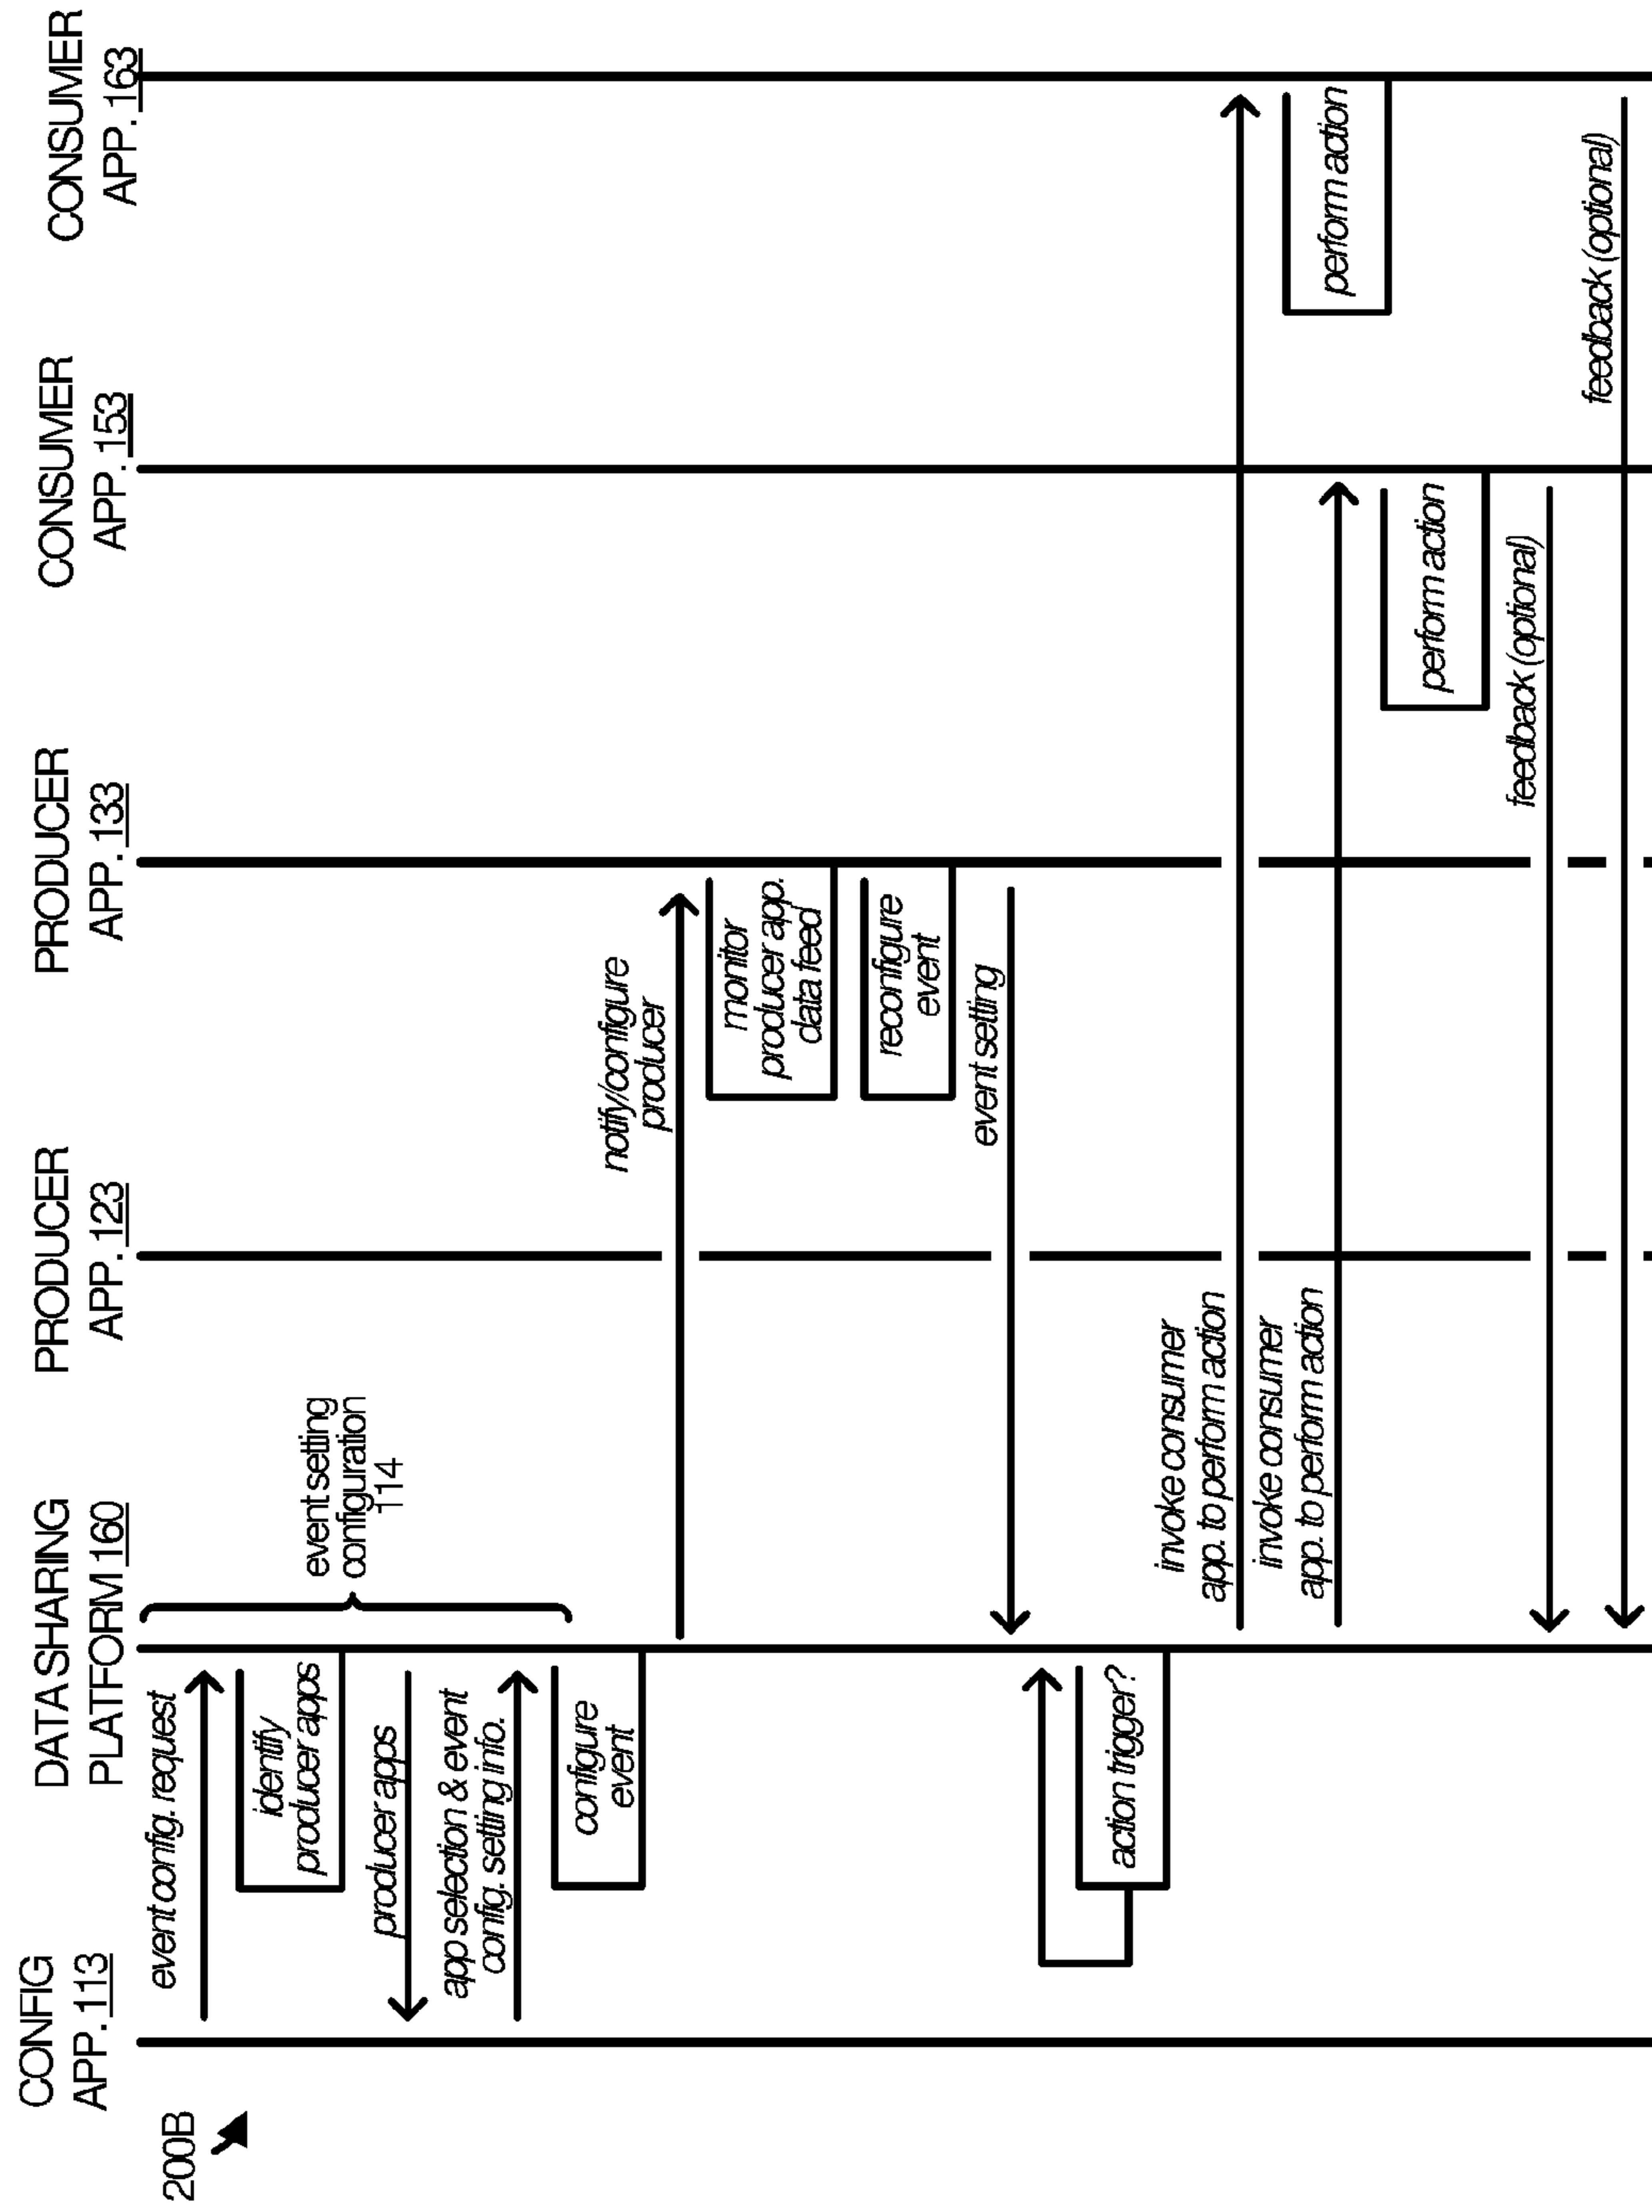 200B
CONFIG
APP. 113
DATA SHARING
PLATFORM 160
PRODUCER
APP. 123
PRODUCER
APP. 133
CONSUMER
APP. 153
CONSUMER
APP. 163
event config. request
identify
producer apps
producer apps
app selection & event
config. setting info.
configure
event
event setting
configuration
114
notify/configure
producer
monitor
producer app.
data feed
reconfigure
event
event setting
action trigger?
invoke consumer
app. to perform action
invoke consumer
app. to perform action
perform action
perform action
feedback (optional)
feedback (optional)